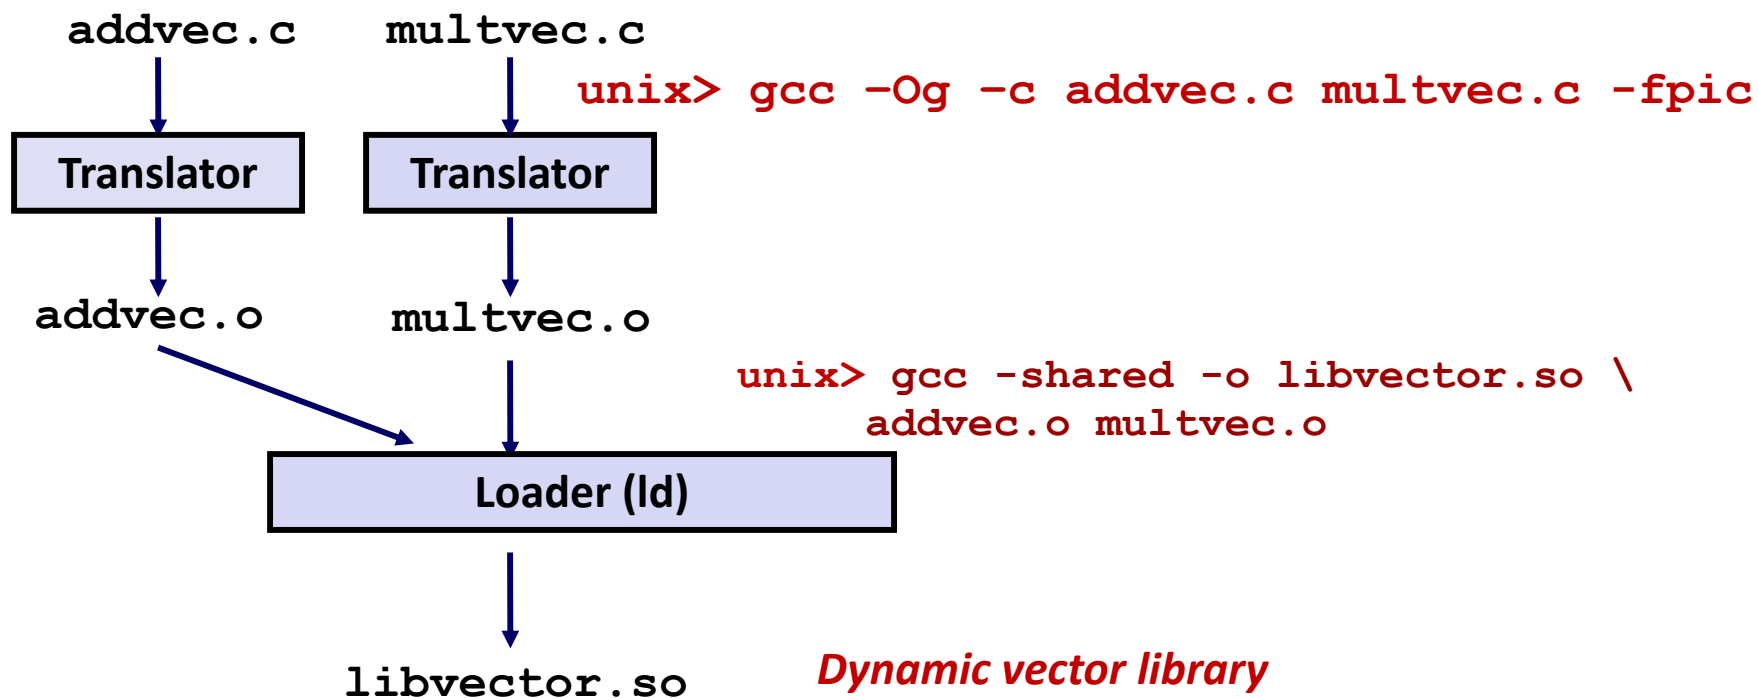 addvec.c multvec.c
unix> gcc –Og –c addvec.c multvec.c -fpic
Translator Translator
addvec.o multvec.o
unix> gcc -shared -o libvector.so \
addvec.o multvec.o
Loader (ld)
libvector.so Dynamic vector library